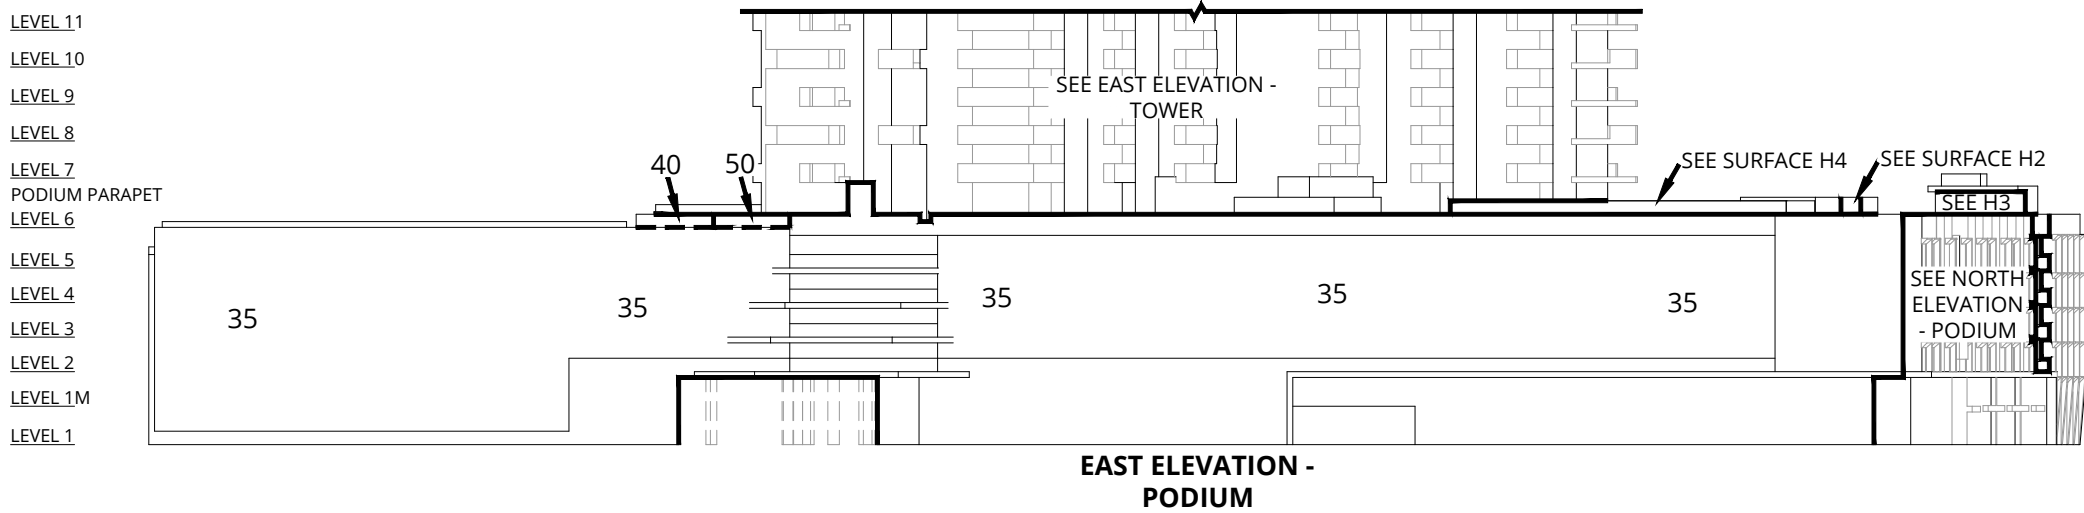 LEVEL 11
LEVEL 10
LEVEL 9
LEVEL 8
LEVEL 7
PODIUM PARAPET
LEVEL 6
LEVEL 5
LEVEL 4
LEVEL 3
LEVEL 2
LEVEL 1M
LEVEL 1
SEE EAST ELEVATION -
TOWER
40
50
SEE SURFACE H4
SEE SURFACE H2
SEE H3
35
35
35
35
35
SEE NORTH
ELEVATION
- PODIUM
EAST ELEVATION -
PODIUM